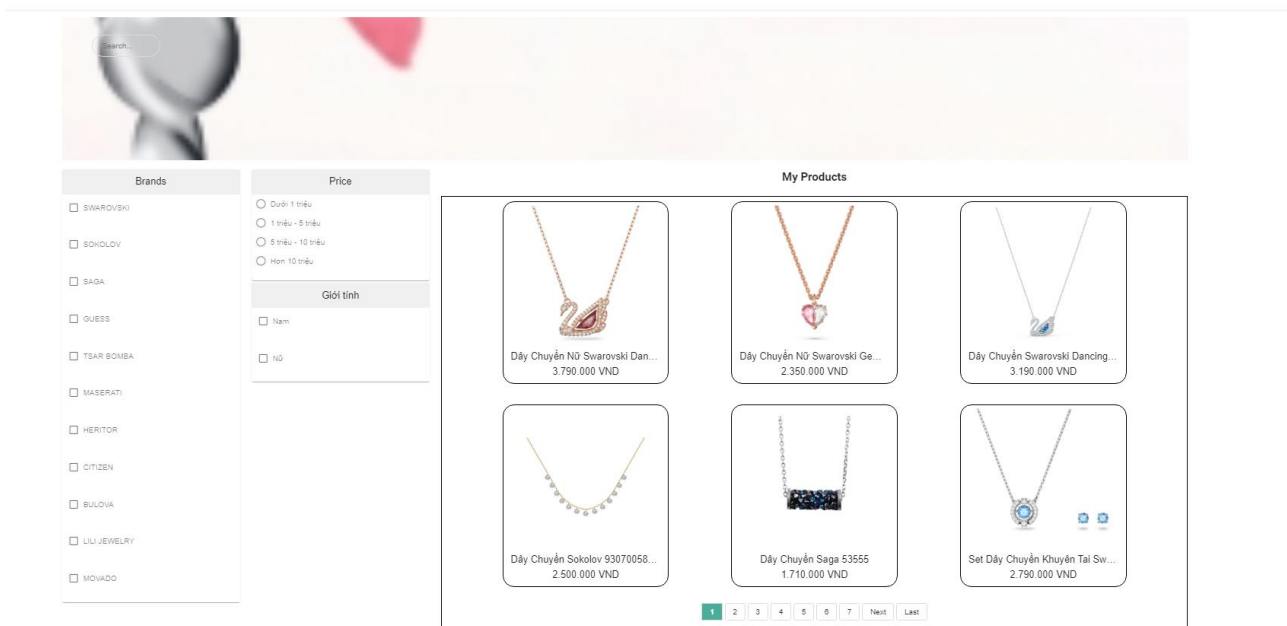 Search...
Brands
SWAROVSKI
SOKOLOV
SAGA
GUESS
TSAR BOMBA
MASERATI
HERITOR
CITIZEN
BULOVA
LILI JEWELRY
MOVADO
Price
Dưới 1 triệu
1 triệu - 5 triệu
5 triệu - 10 triệu
Hơn 10 triệu
Giới tính
Nam
Nữ
My Products
Dây Chuyền Nữ Swarovski Dan...
3.790.000 VND
Dây Chuyền Nữ Swarovski Ge...
2.350.000 VND
Dây Chuyền Swarovski Dancing...
3.190.000 VND
Dây Chuyền Sokolov 93070058...
2.500.000 VND
Dây Chuyền Saga 53555
1.710.000 VND
Set Dây Chuyền Khuyên Tai Sw...
2.790.000 VND
1 2 3 4 5 6 7 Next Last